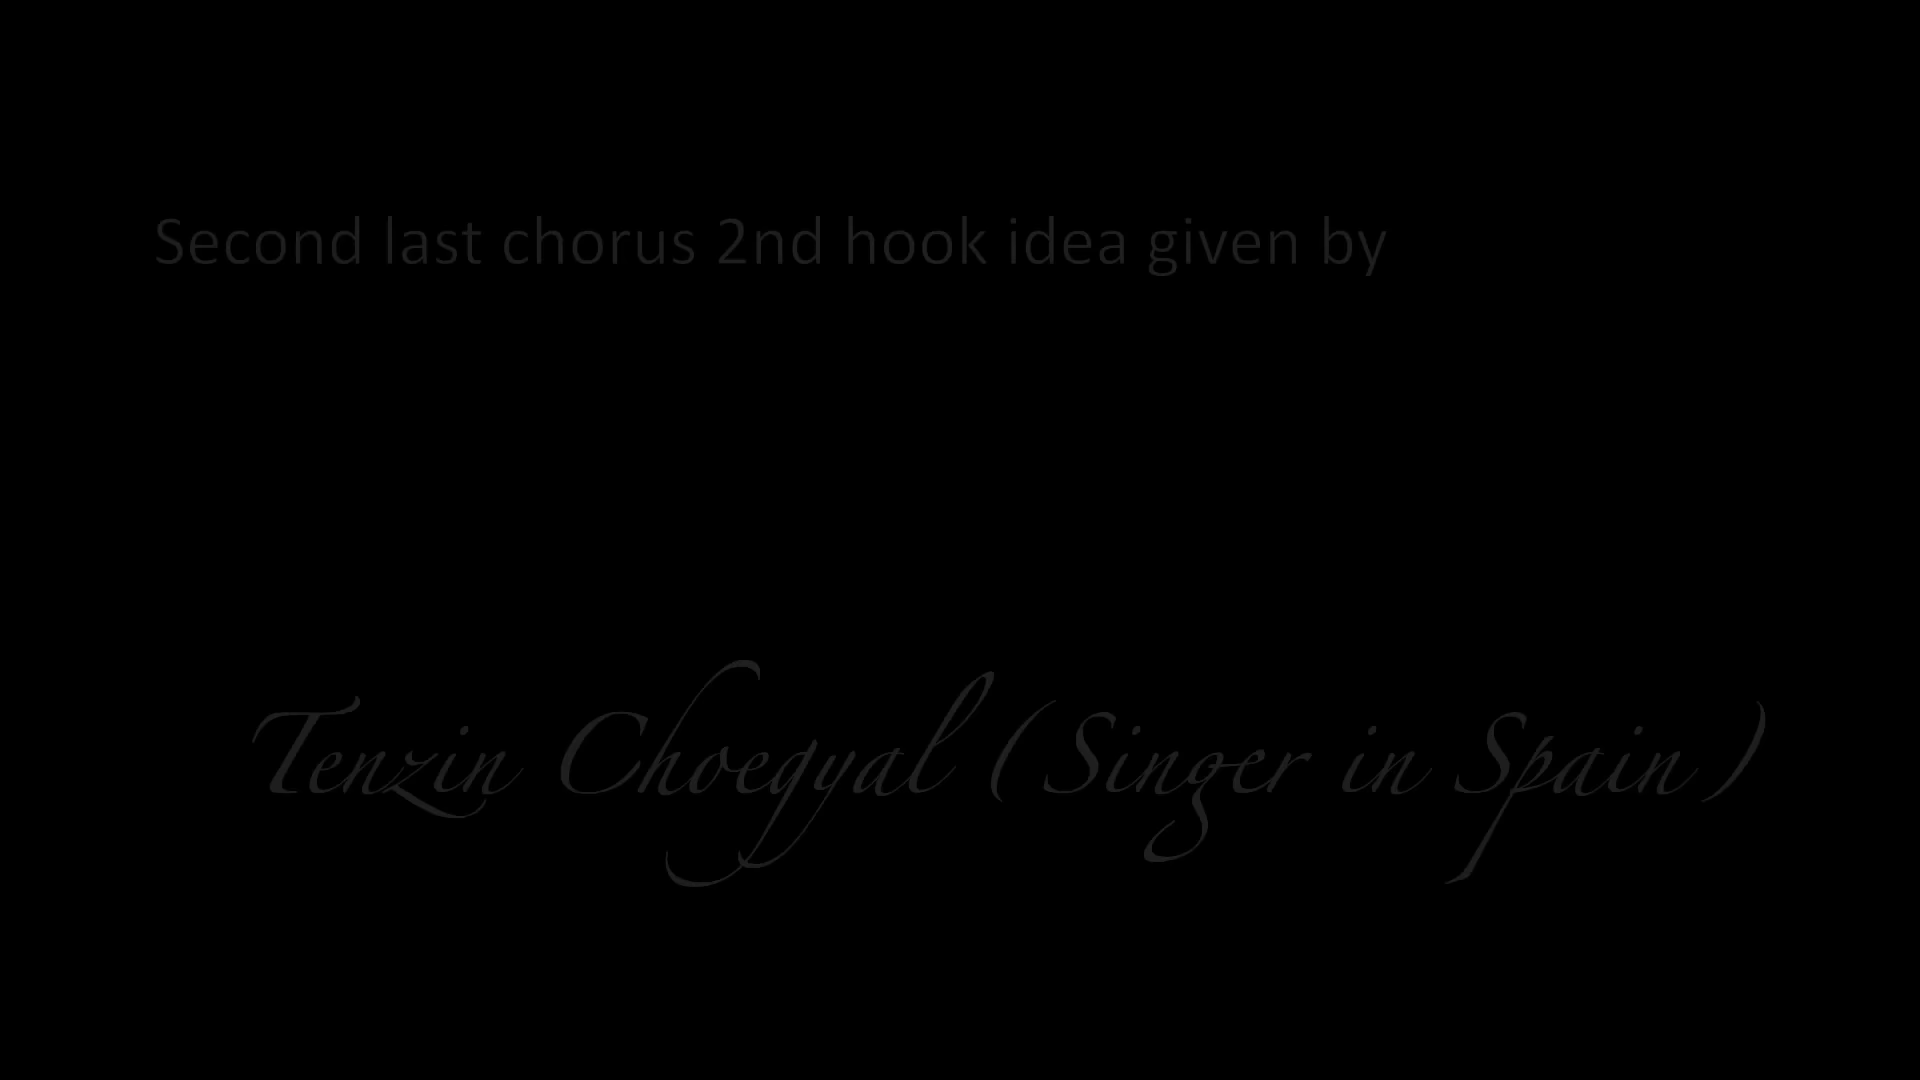 Second last chorus 2nd hook idea given by
Tenzin Choegyal (Singer in Spain)